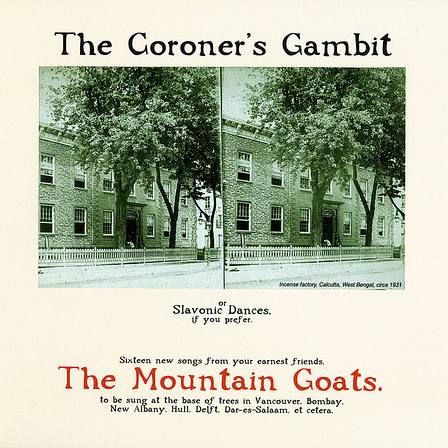 The Coroner's Gambit
Incense factory, Calcutta, West Bengal, circa 1931
or
Slavonic Dances,
if you prefer.
Sixteen new songs from your earnest friends,
The Mountain Goats.
to be sung at the base of trees in Vancouver, Bombay,
New Albany, Hull, Delft, Dar-es-Salaam, et cetera.